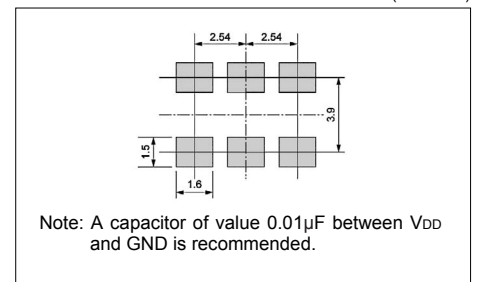 2.54 2.54
3.9
1.5
1.6
Note: A capacitor of value 0.01µF between VDD
and GND is recommended.